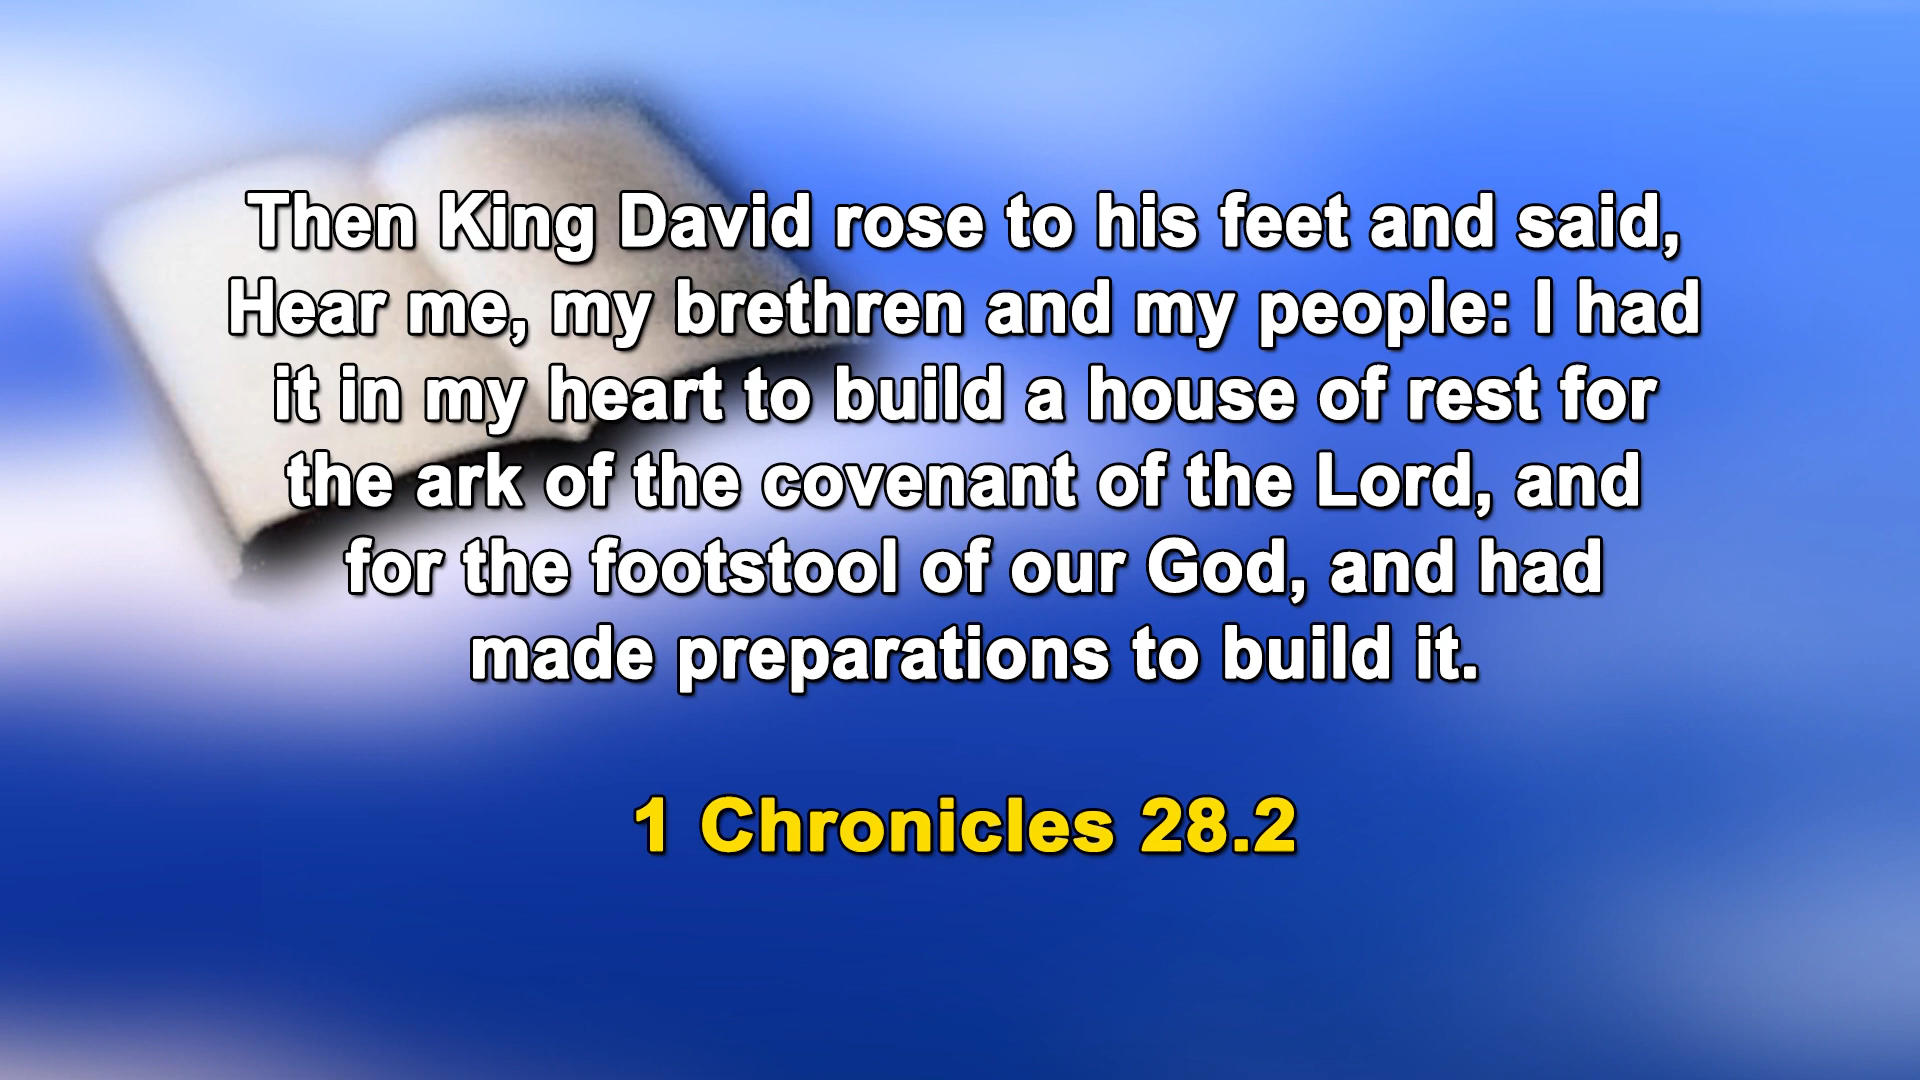 Then King David rose to his feet and said,
Hear me, my brethren and my people: I had
it in my heart to build a house of rest for
the ark of the covenant of the Lord, and
for the footstool of our God, and had
made preparations to build it.
1 Chronicles 28.2